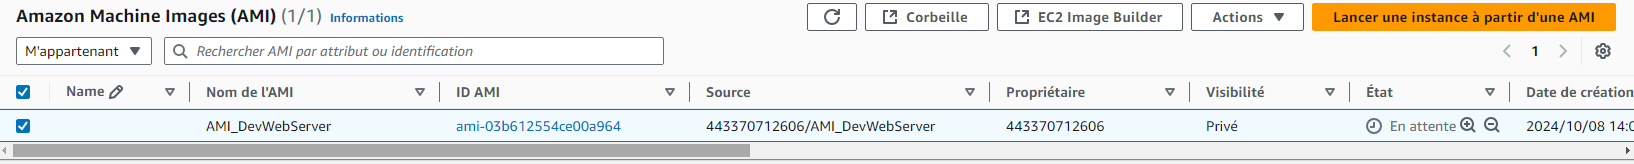 Amazon Machine Images (AMI) (1/1) Informations
Corbeille
EC2 Image Builder
Actions
Lancer une instance à partir d'une AMI
M'appartenant
Rechercher AMI par attribut ou identification
1
Name Nom de l'AMI ID AMI Source Propriétaire Visibilité État Date de création
AMI_DevWebServer ami-03b612554ce00a964 443370712606/AMI_DevWebServer 443370712606 Privé En attente 2024/10/08 14:0